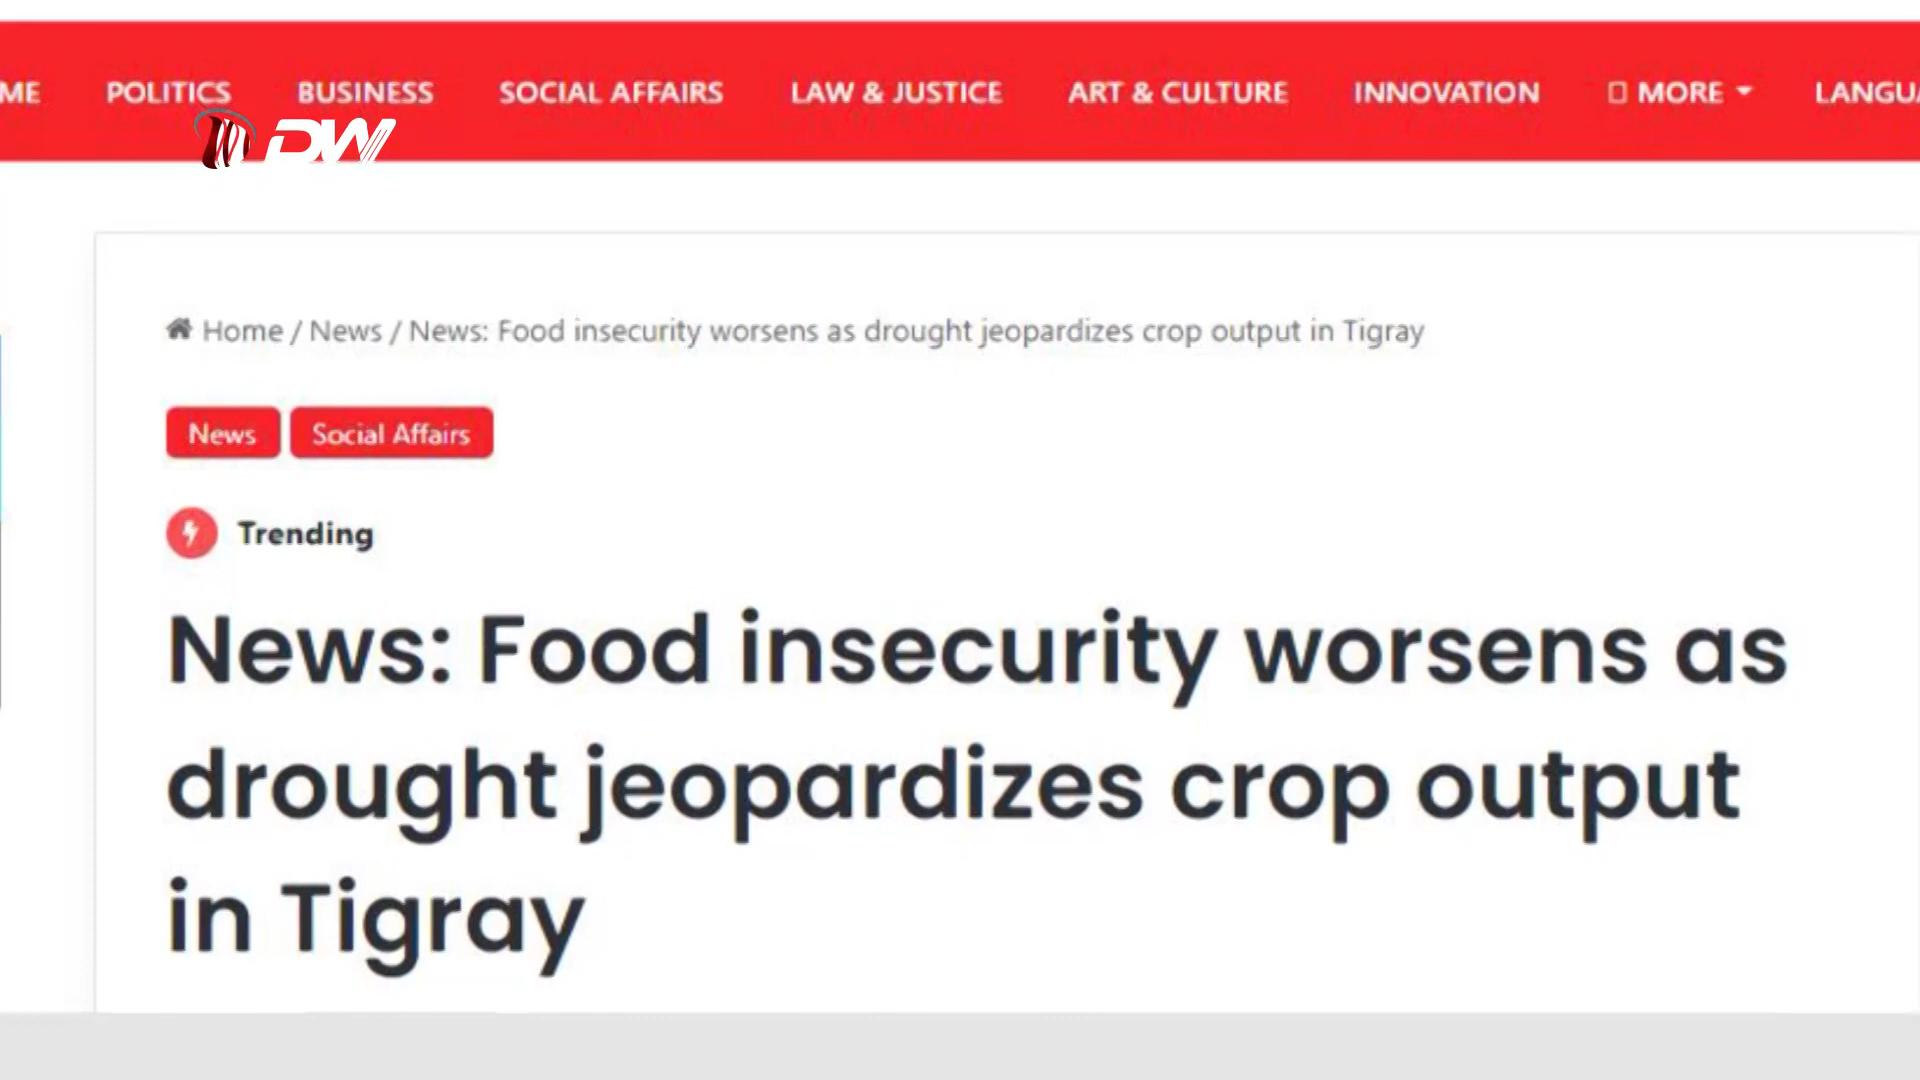 ME POLITICS BUSINESS SOCIAL AFFAIRS LAW & JUSTICE ART & CULTURE INNOVATION MORE LANGUA
DW
Home / News / News: Food insecurity worsens as drought jeopardizes crop output in Tigray
News Social Affairs
Trending
News: Food insecurity worsens as
drought jeopardizes crop output
in Tigray